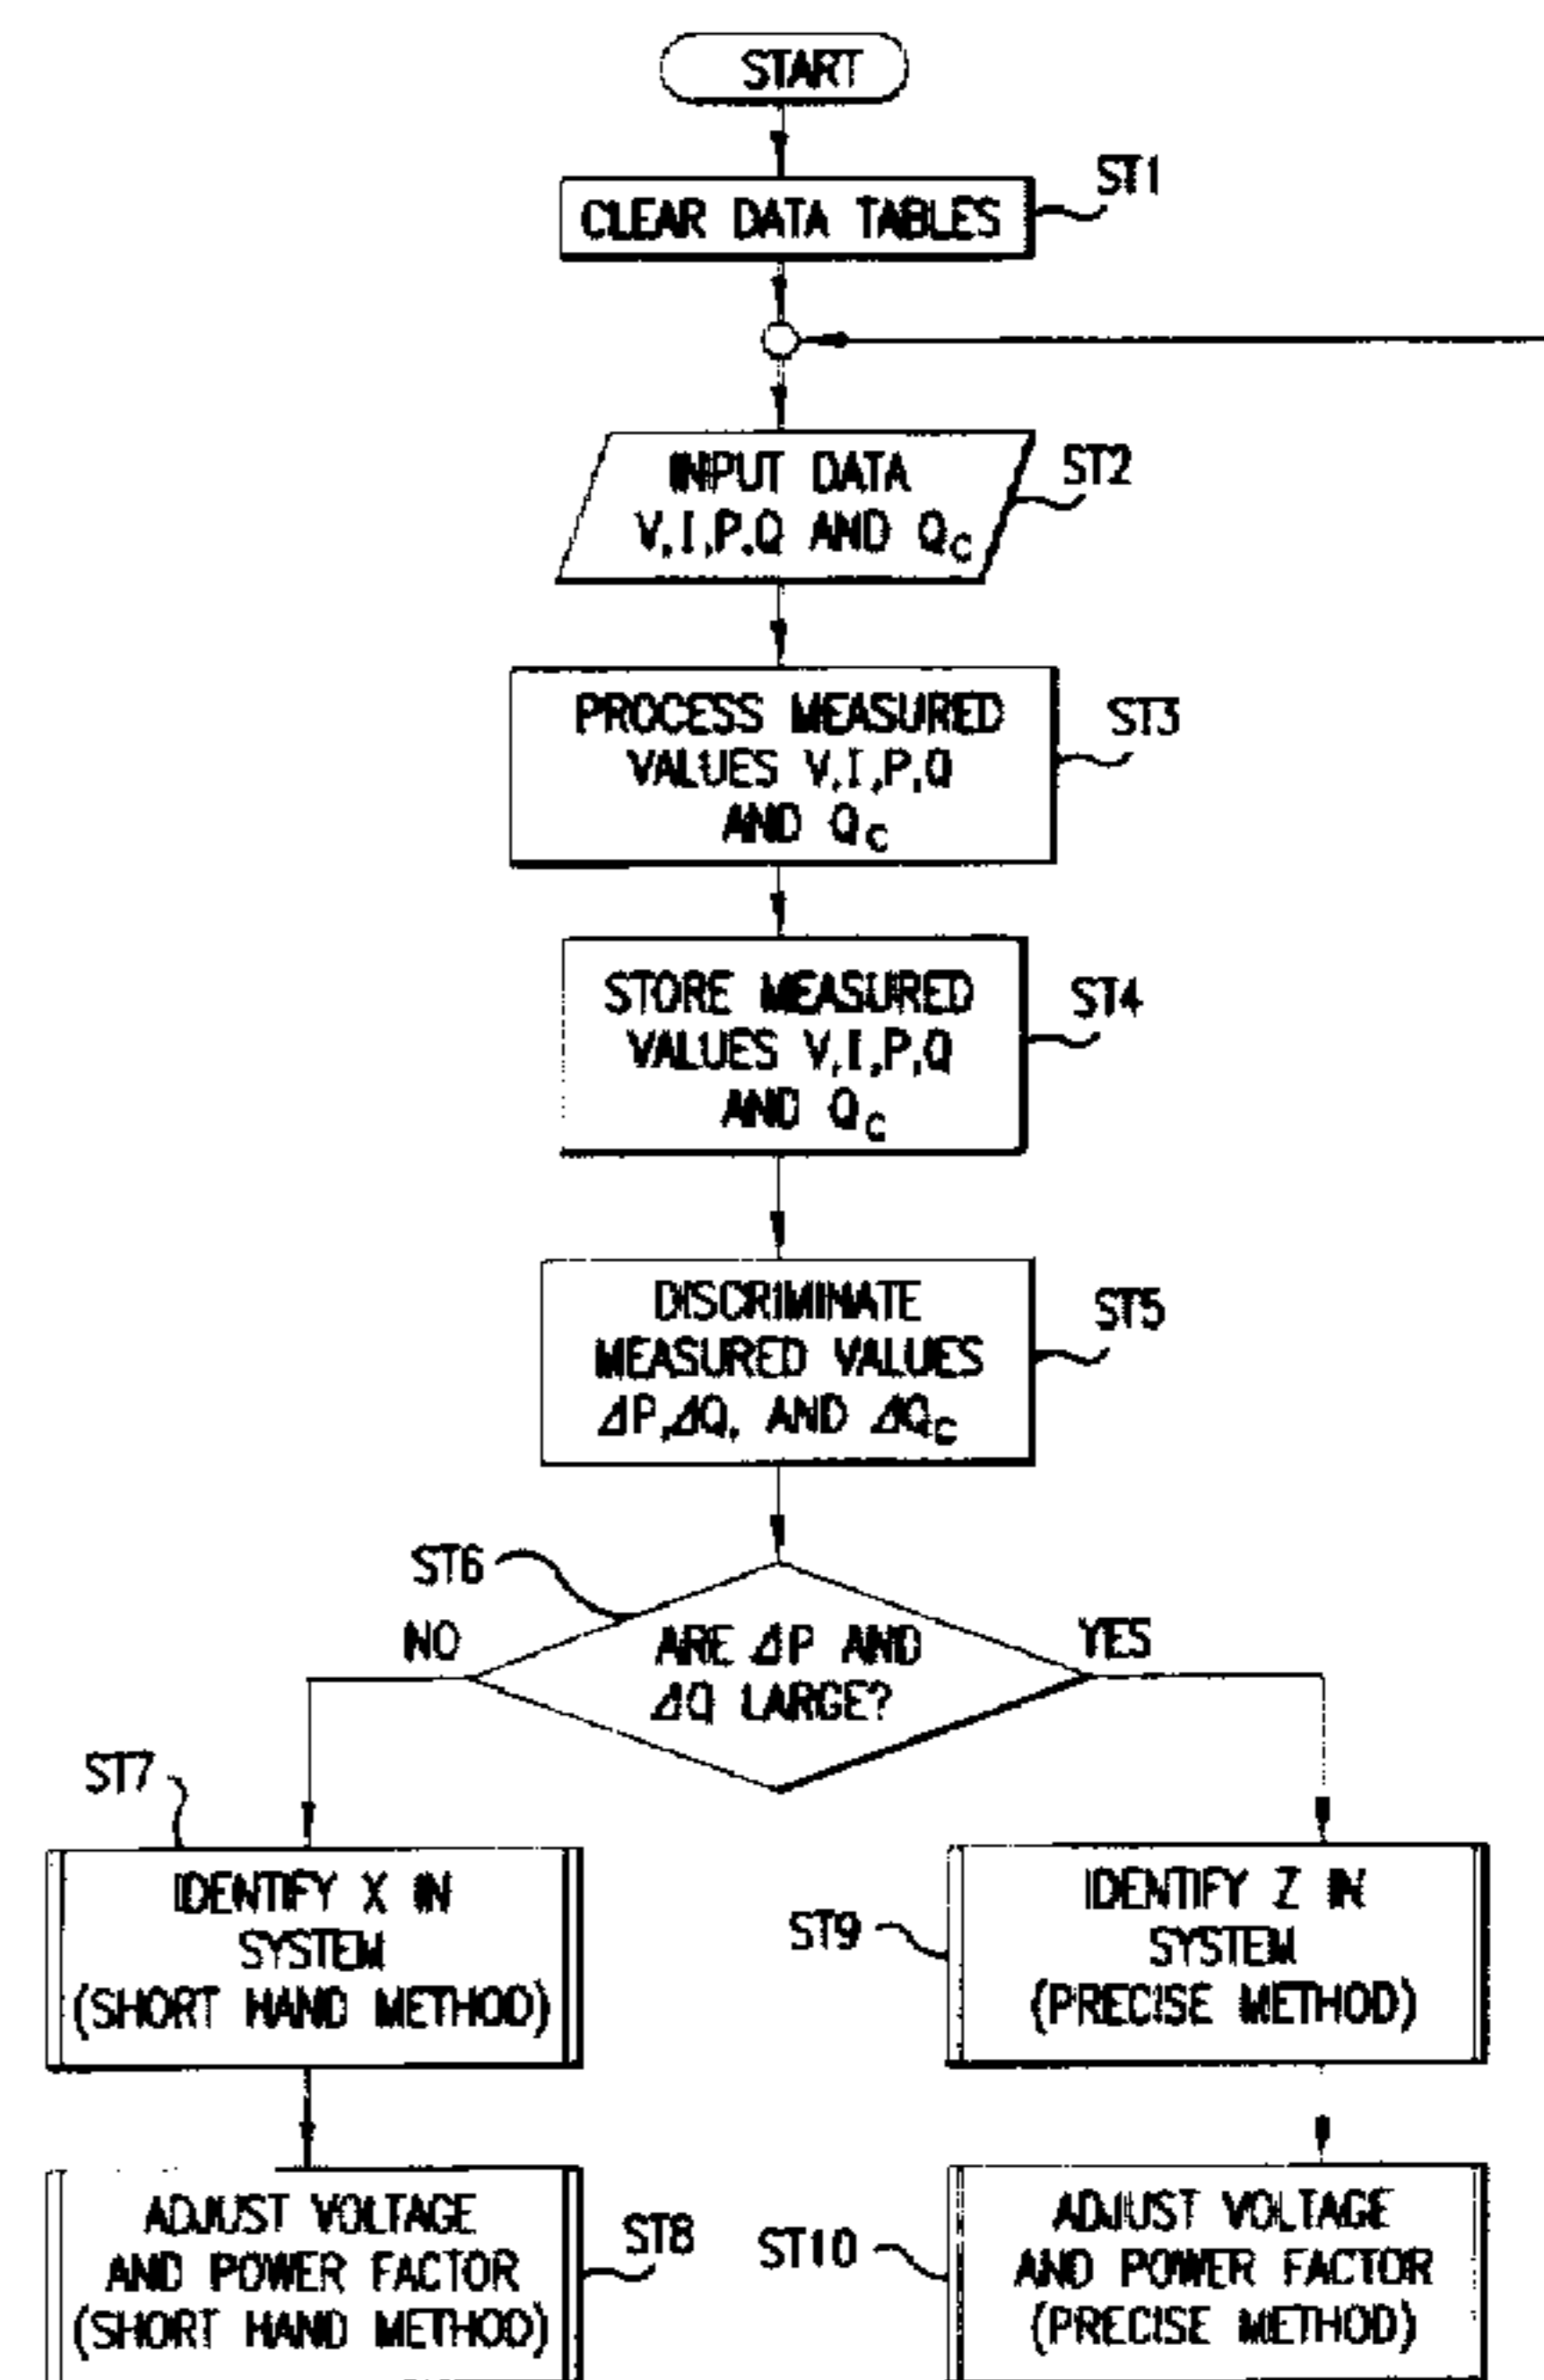 START
ST1
CLEAR DATA TABLES
ST2
INPUT DATA
V,I,P,Q AND QC
ST3
PROCESS MEASURED
VALUES V,I,P,Q
AND QC
ST4
STORE MEASURED
VALUES V,I,P,Q
AND QC
ST5
DISCRIMINATE
MEASURED VALUES
ΔP,ΔQ, AND ΔQC
ST6
NO
YES
ARE ΔP AND
ΔQ LARGE?
ST7
IDENTIFY X IN
SYSTEM
(SHORT HAND METHOD)
ST9
IDENTIFY Z IN
SYSTEM
(PRECISE METHOD)
ADJUST VOLTAGE
AND POWER FACTOR
(SHORT HAND METHOD)
ST8
ST10
ADJUST VOLTAGE
AND POWER FACTOR
(PRECISE METHOD)